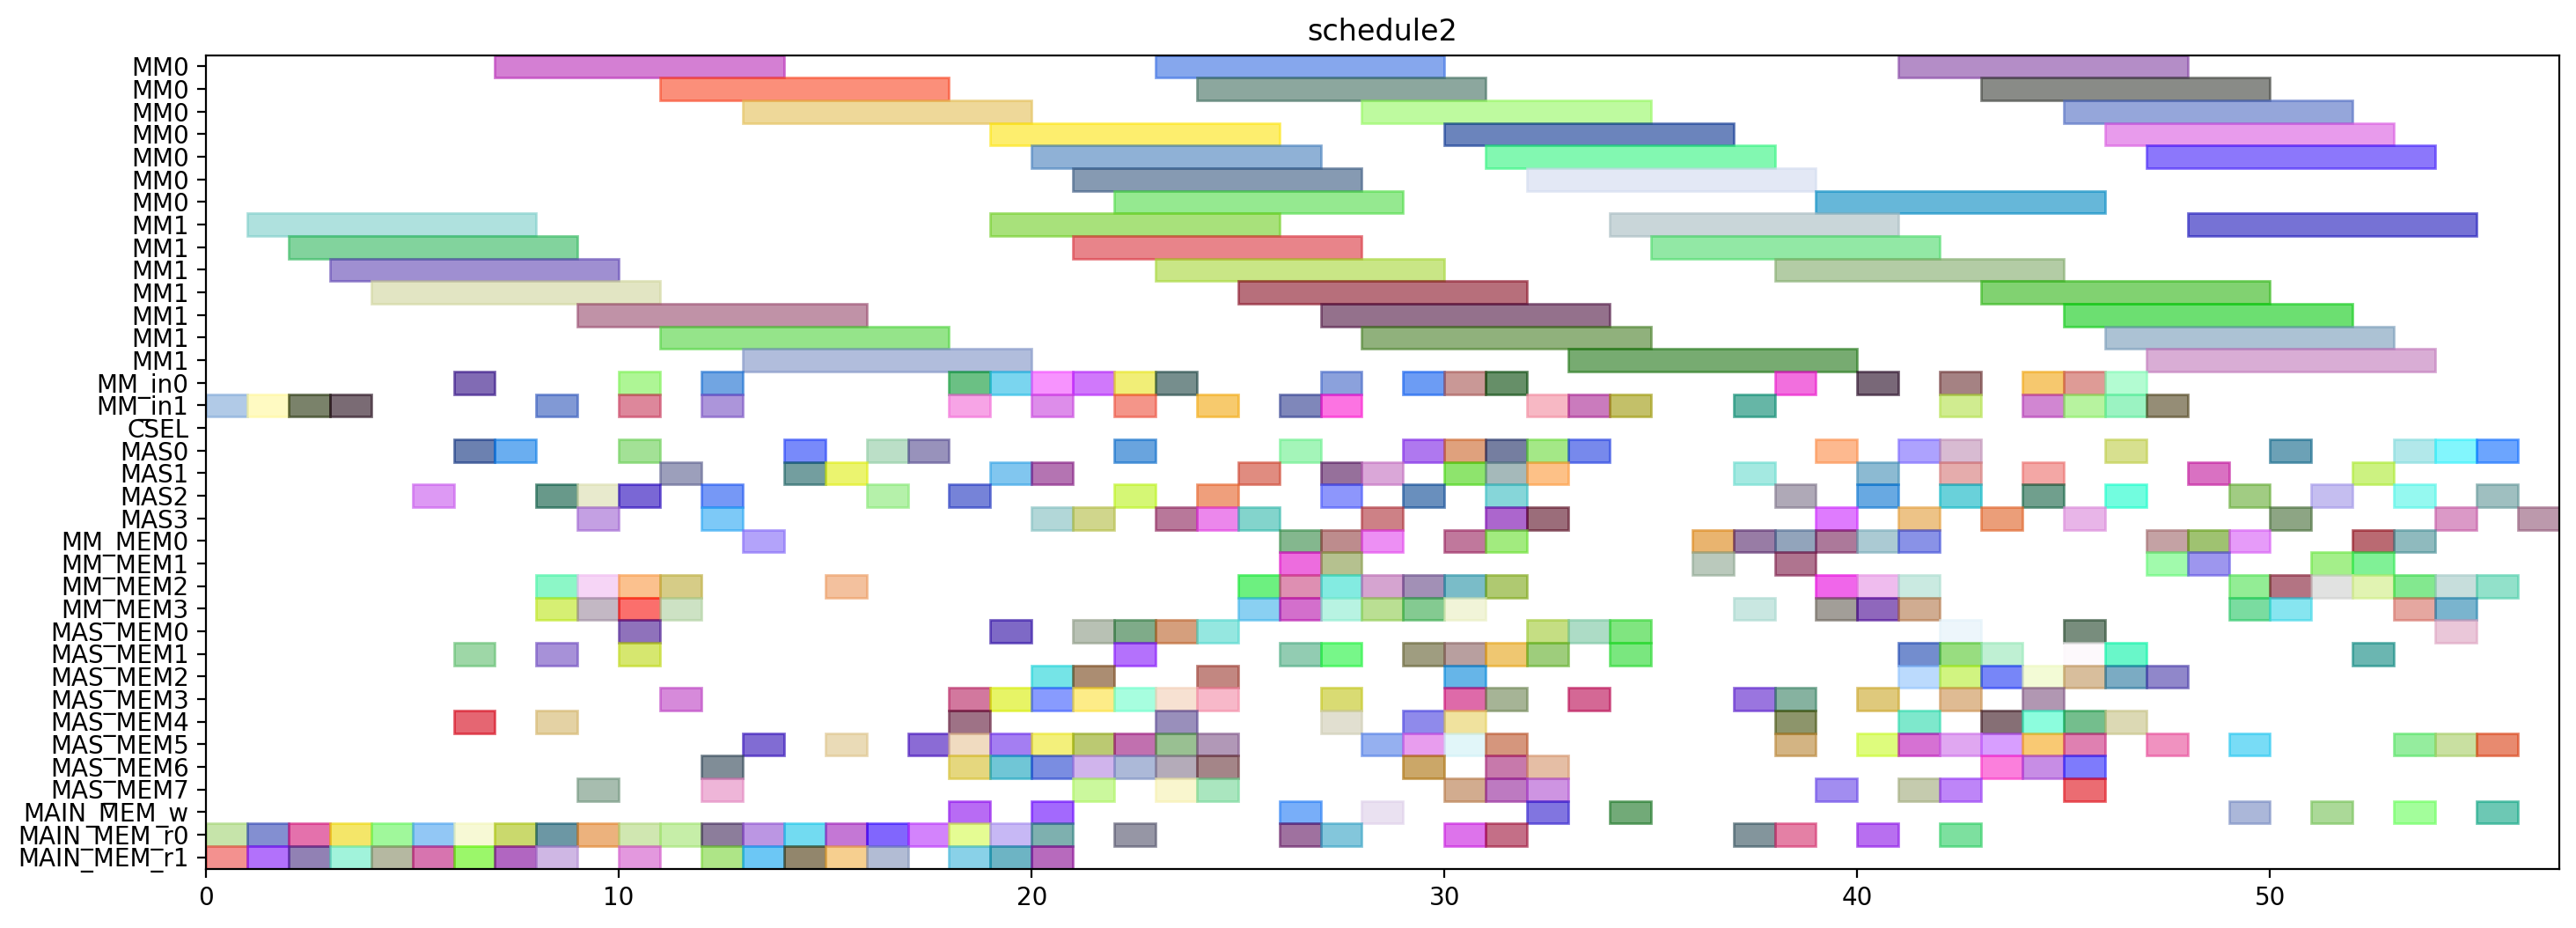 schedule2
MM0
MM0
MM0
MM0
MM0
MM0
MM0
MM1
MM1
MM1
MM1
MM1
MM1
MM1
MM_in0
MM_in1
CSEL
MAS0
MAS1
MAS2
MAS3
MM_MEM0
MM_MEM1
MM_MEM2
MM_MEM3
MAS_MEM0
MAS_MEM1
MAS_MEM2
MAS_MEM3
MAS_MEM4
MAS_MEM5
MAS_MEM6
MAS_MEM7
MAIN_MEM_w
MAIN_MEM_r0
MAIN_MEM_r1
0 10 20 30 40 50